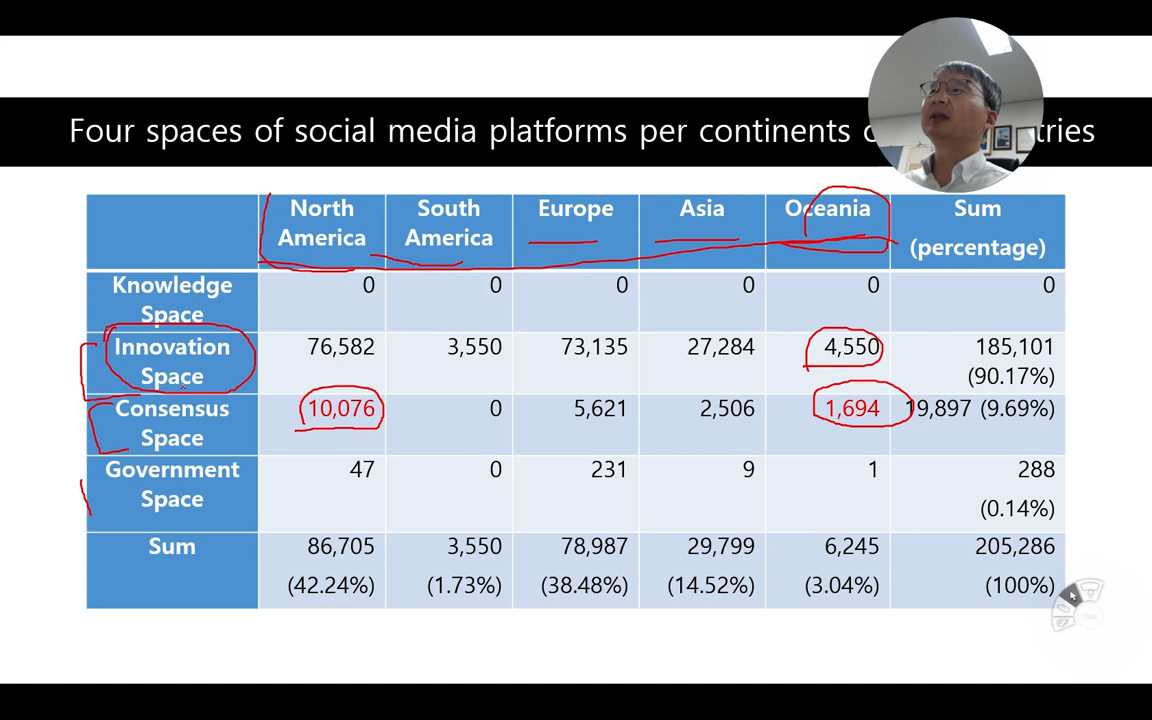 Four spaces of social media platforms per continents
North America South America Europe Asia Oceania Sum (percentage)
Knowledge Space 0 0 0 0 0 0
Innovation Space 76,582 3,550 73,135 27,284 4,550 185,101 (90.17%)
Consensus Space 10,076 0 5,621 2,506 1,694 19,897 (9.69%)
Government Space 47 0 231 9 1 288 (0.14%)
Sum 86,705 (42.24%) 3,550 (1.73%) 78,987 (38.48%) 29,799 (14.52%) 6,245 (3.04%) 205,286 (100%)